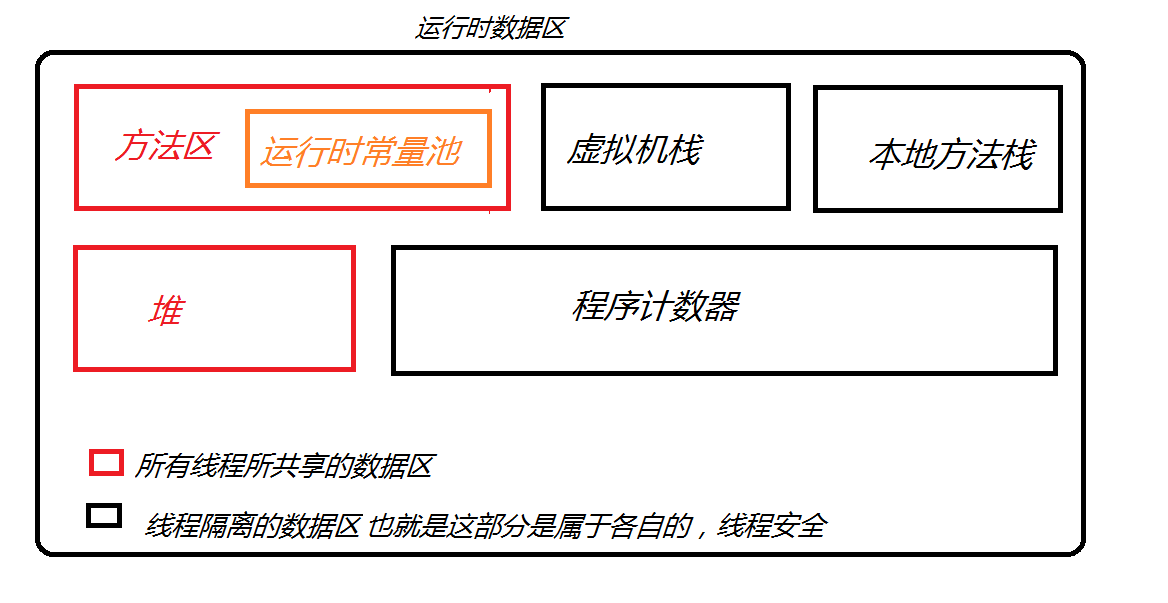 运行时数据区
方法区
运行时常量池
虚拟机栈
本地方法栈
堆
程序计数器
所有线程所共享的数据区
线程隔离的数据区 也就是这部分是属于各自的，线程安全